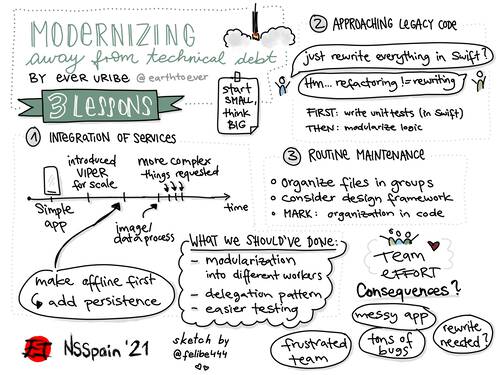 MODERNIZING
away from technical debt
BY EVER URIBE @earthtoever
3 LESSONS
start
SMALL,
think
BIG
1 INTEGRATION OF SERVICES
introduced
VIPER
for scale
more complex
things requested
simple
app
image/
data process
time
make offline first
add persistence
WHAT WE SHOULD'VE DONE:
- modularization
into different workers
- delegation pattern
- easier testing
2 APPROACHING LEGACY CODE
just rewrite everything in Swift?
Hm... refactoring != rewriting
FIRST: write unit tests (in Swift)
THEN: modularize logic
3 ROUTINE MAINTENANCE
Organize files in groups
Consider design framework
MARK: organization in code
Team
EFFORT
Consequences?
messy app
frustrated
team
tons of
bugs
rewrite
needed?
NSSpain '21
sketch by
@felibe444